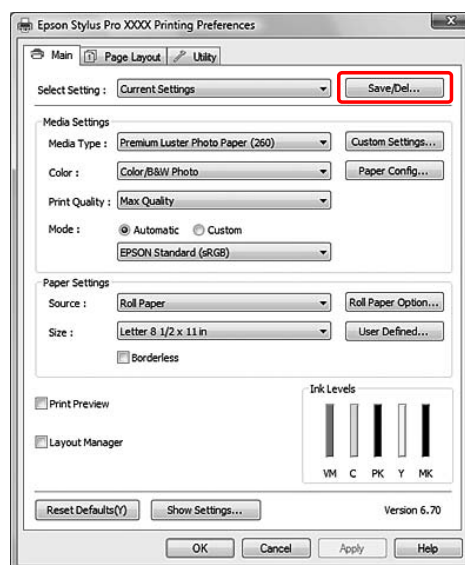 Epson Stylus Pro XXXX Printing Preferences
Main Page Layout Utility
Select Setting : Current Settings Save/Del...
Media Settings
Media Type : Premium Luster Photo Paper (260) Custom Settings...
Color : Color/B&W Photo Paper Config...
Print Quality : Max Quality
Mode : Automatic Custom
EPSON Standard (sRGB)
Paper Settings
Source : Roll Paper Roll Paper Option...
Size : Letter 8 1/2 x 11 in User Defined...
Borderless
Print Preview
Layout Manager
Ink Levels
VM C PK Y MK
Reset Defaults(Y) Show Settings... Version 6.70
OK Cancel Apply Help